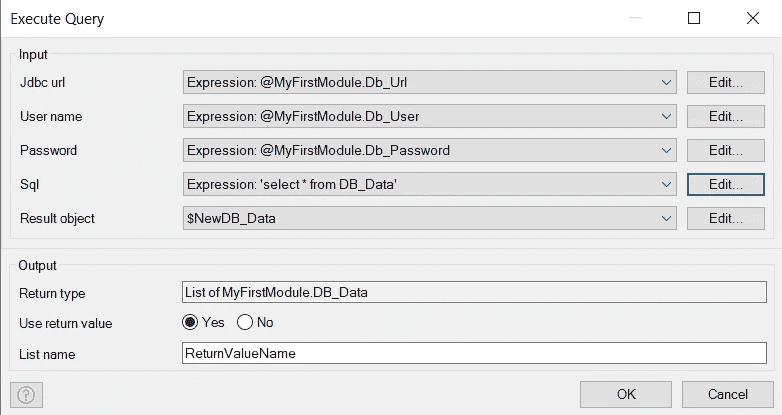 Execute Query
Input
Jdbc url Expression: @MyFirstModule.Db_Url Edit...
User name Expression: @MyFirstModule.Db_User Edit...
Password Expression: @MyFirstModule.Db_Password Edit...
Sql Expression: 'select * from DB_Data' Edit...
Result object $NewDB_Data Edit...
Output
Return type List of MyFirstModule.DB_Data
Use return value Yes No
List name ReturnValueName
? OK Cancel